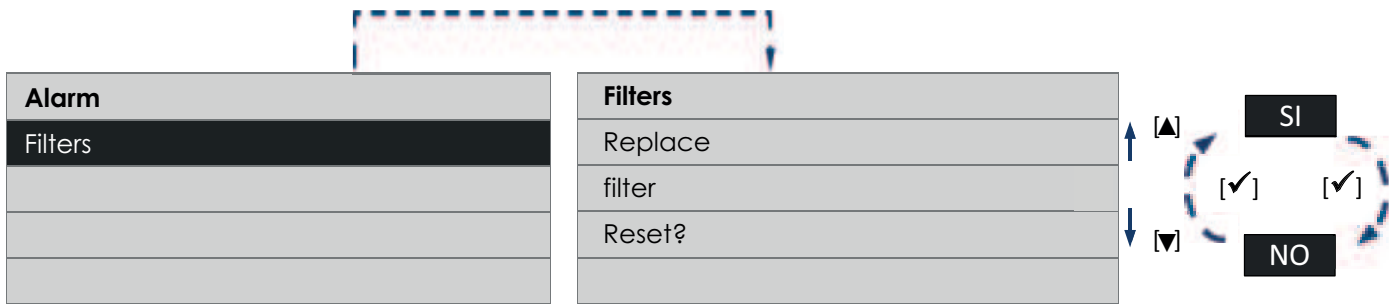 Alarm
Filters
Filters
Replace
filter
Reset?
[▲]
[▼]
SI
[✓] [✓]
NO